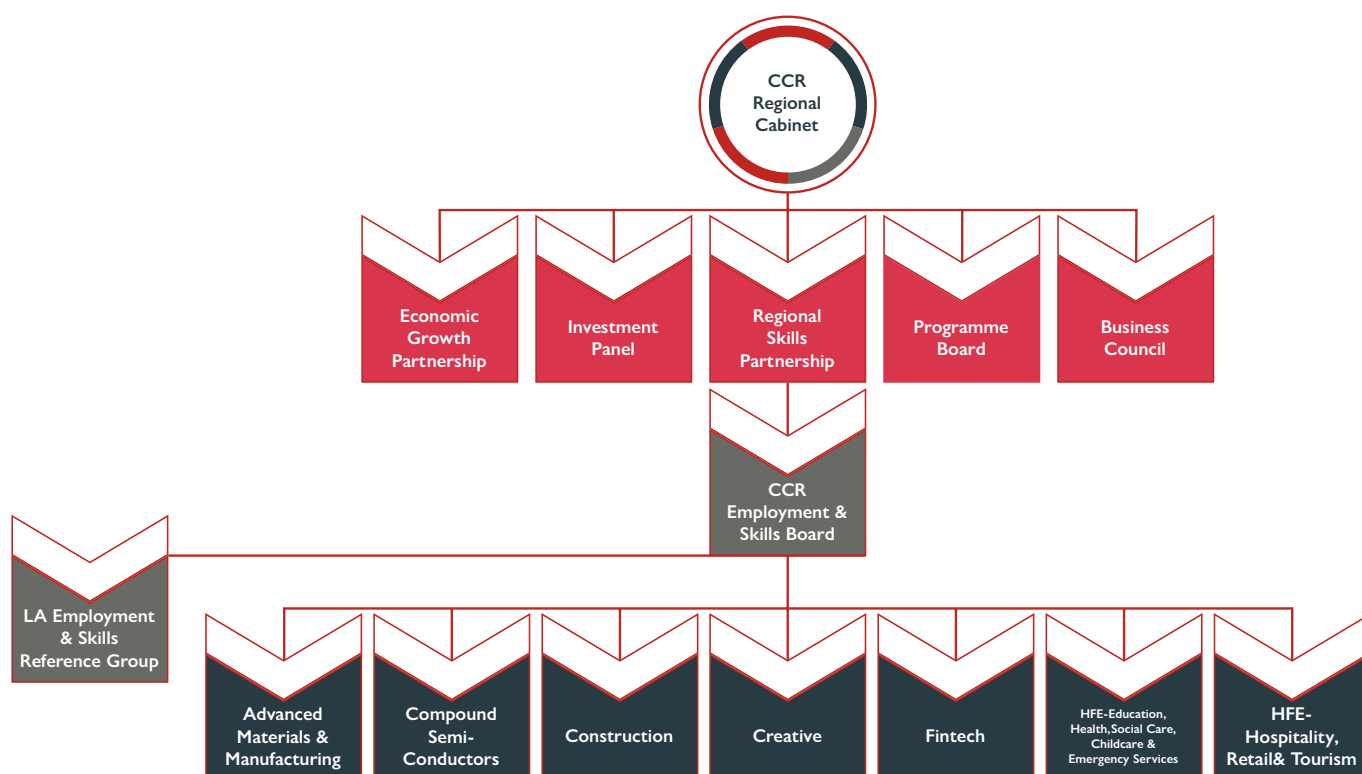 CCR
Regional
Cabinet
Economic
Growth
Partnership
Investment
Panel
Regional
Skills
Partnership
Programme
Board
Business
Council
CCR
Employment &
Skills Board
LA Employment
& Skills
Reference Group
Advanced
Materials &
Manufacturing
Compound
Semi-
Conductors
Construction
Creative
Fintech
HFE-Education,
Health,Social Care,
Childcare &
Emergency Services
HFE-
Hospitality,
Retail& Tourism